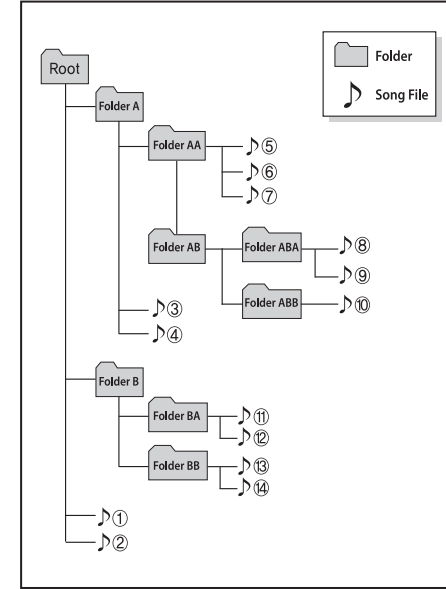 Root
Folder
Song File
Folder A
Folder AA
⑤
⑥
⑦
Folder AB
Folder ABA
⑧
⑨
Folder ABB
⑩
③
④
Folder B
Folder BA
⑪
⑫
Folder BB
⑬
⑭
①
②